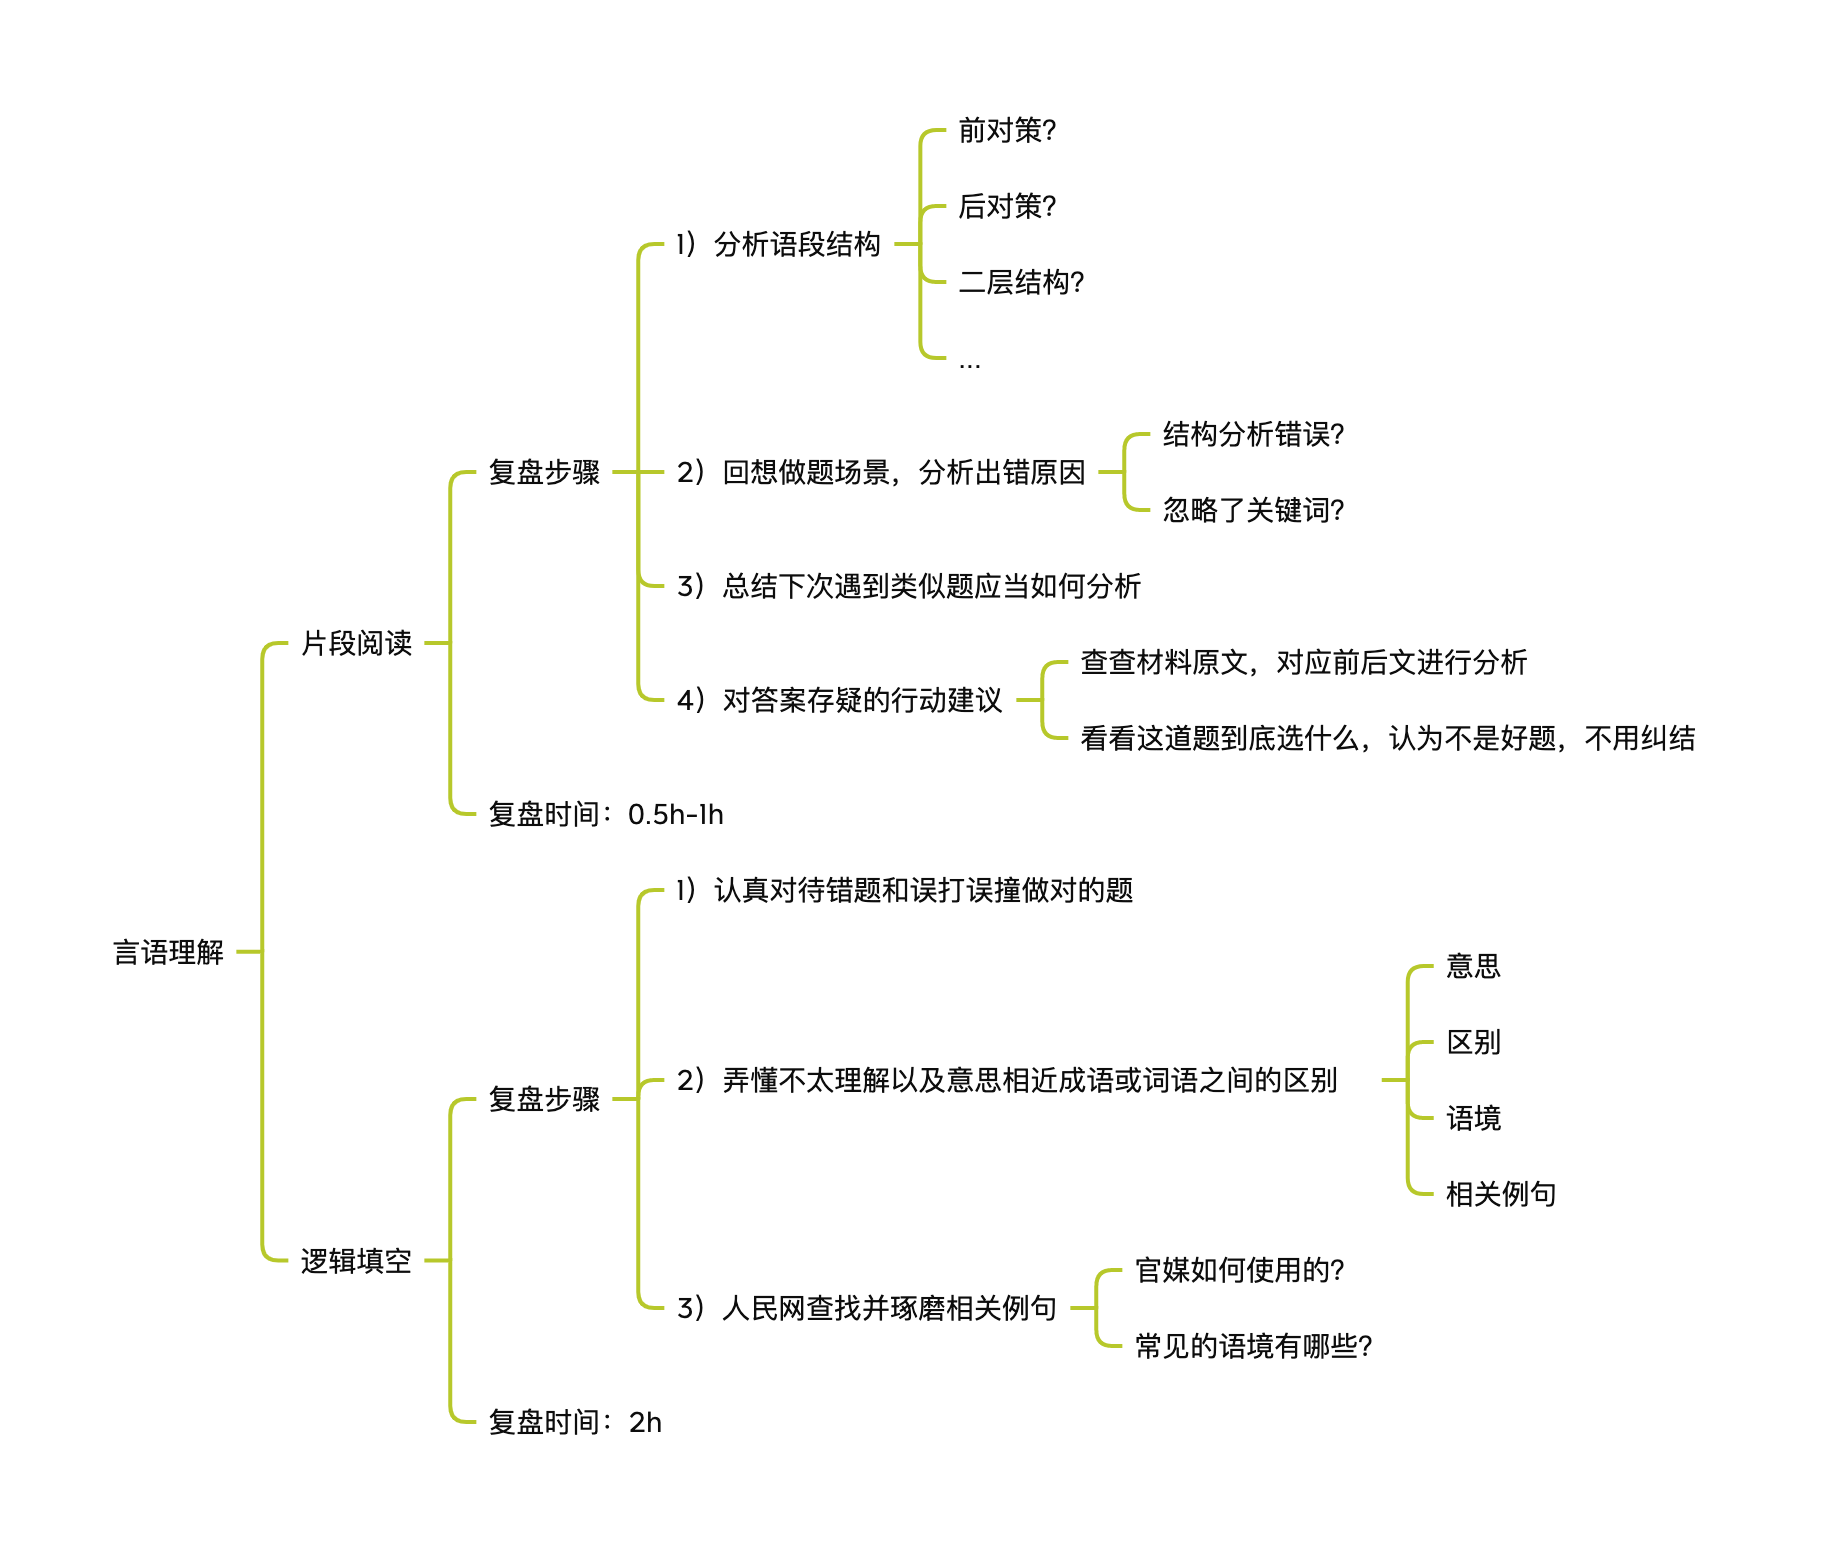 言语理解
片段阅读
复盘步骤
1）分析语段结构
前对策？
后对策？
二层结构？
...
2）回想做题场景，分析出错原因
结构分析错误？
忽略了关键词？
3）总结下次遇到类似题应当如何分析
4）对答案存疑的行动建议
查查材料原文，对应前后文进行分析
看看这道题到底选什么，认为不是好题，不用纠结
复盘时间：0.5h-1h
逻辑填空
复盘步骤
1）认真对待错题和误打误撞做对的题
2）弄懂不太理解以及意思相近成语或词语之间的区别
意思
区别
语境
相关例句
3）人民网查找并琢磨相关例句
官媒如何使用的？
常见的语境有哪些？
复盘时间：2h